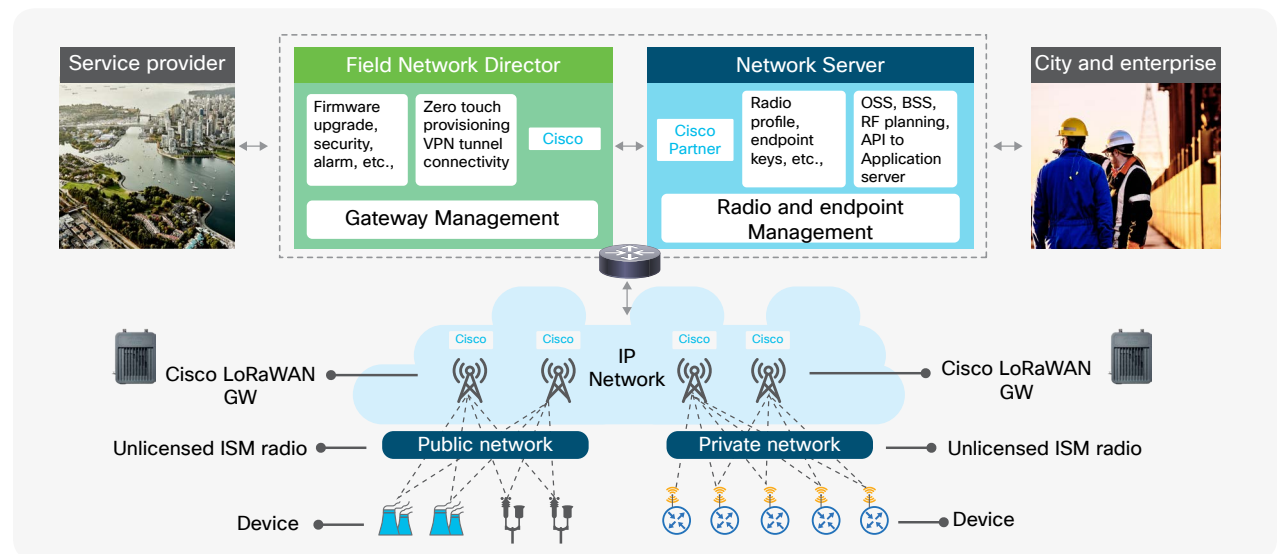 Service provider
Field Network Director
Network Server
City and enterprise
Firmware
upgrade,
security,
alarm, etc.,
Zero touch
provisioning
VPN tunnel
connectivity
Cisco
Cisco
Partner
Radio
profile,
endpoint
keys, etc.,
OSS, BSS,
RF planning,
API to
Application
server
Gateway Management
Radio and endpoint
Management
Cisco
Cisco
Cisco
Cisco
IP
Network
Cisco LoRaWAN
GW
Cisco LoRaWAN
GW
Unlicensed ISM radio
Public network
Private network
Unlicensed ISM radio
Device
Device